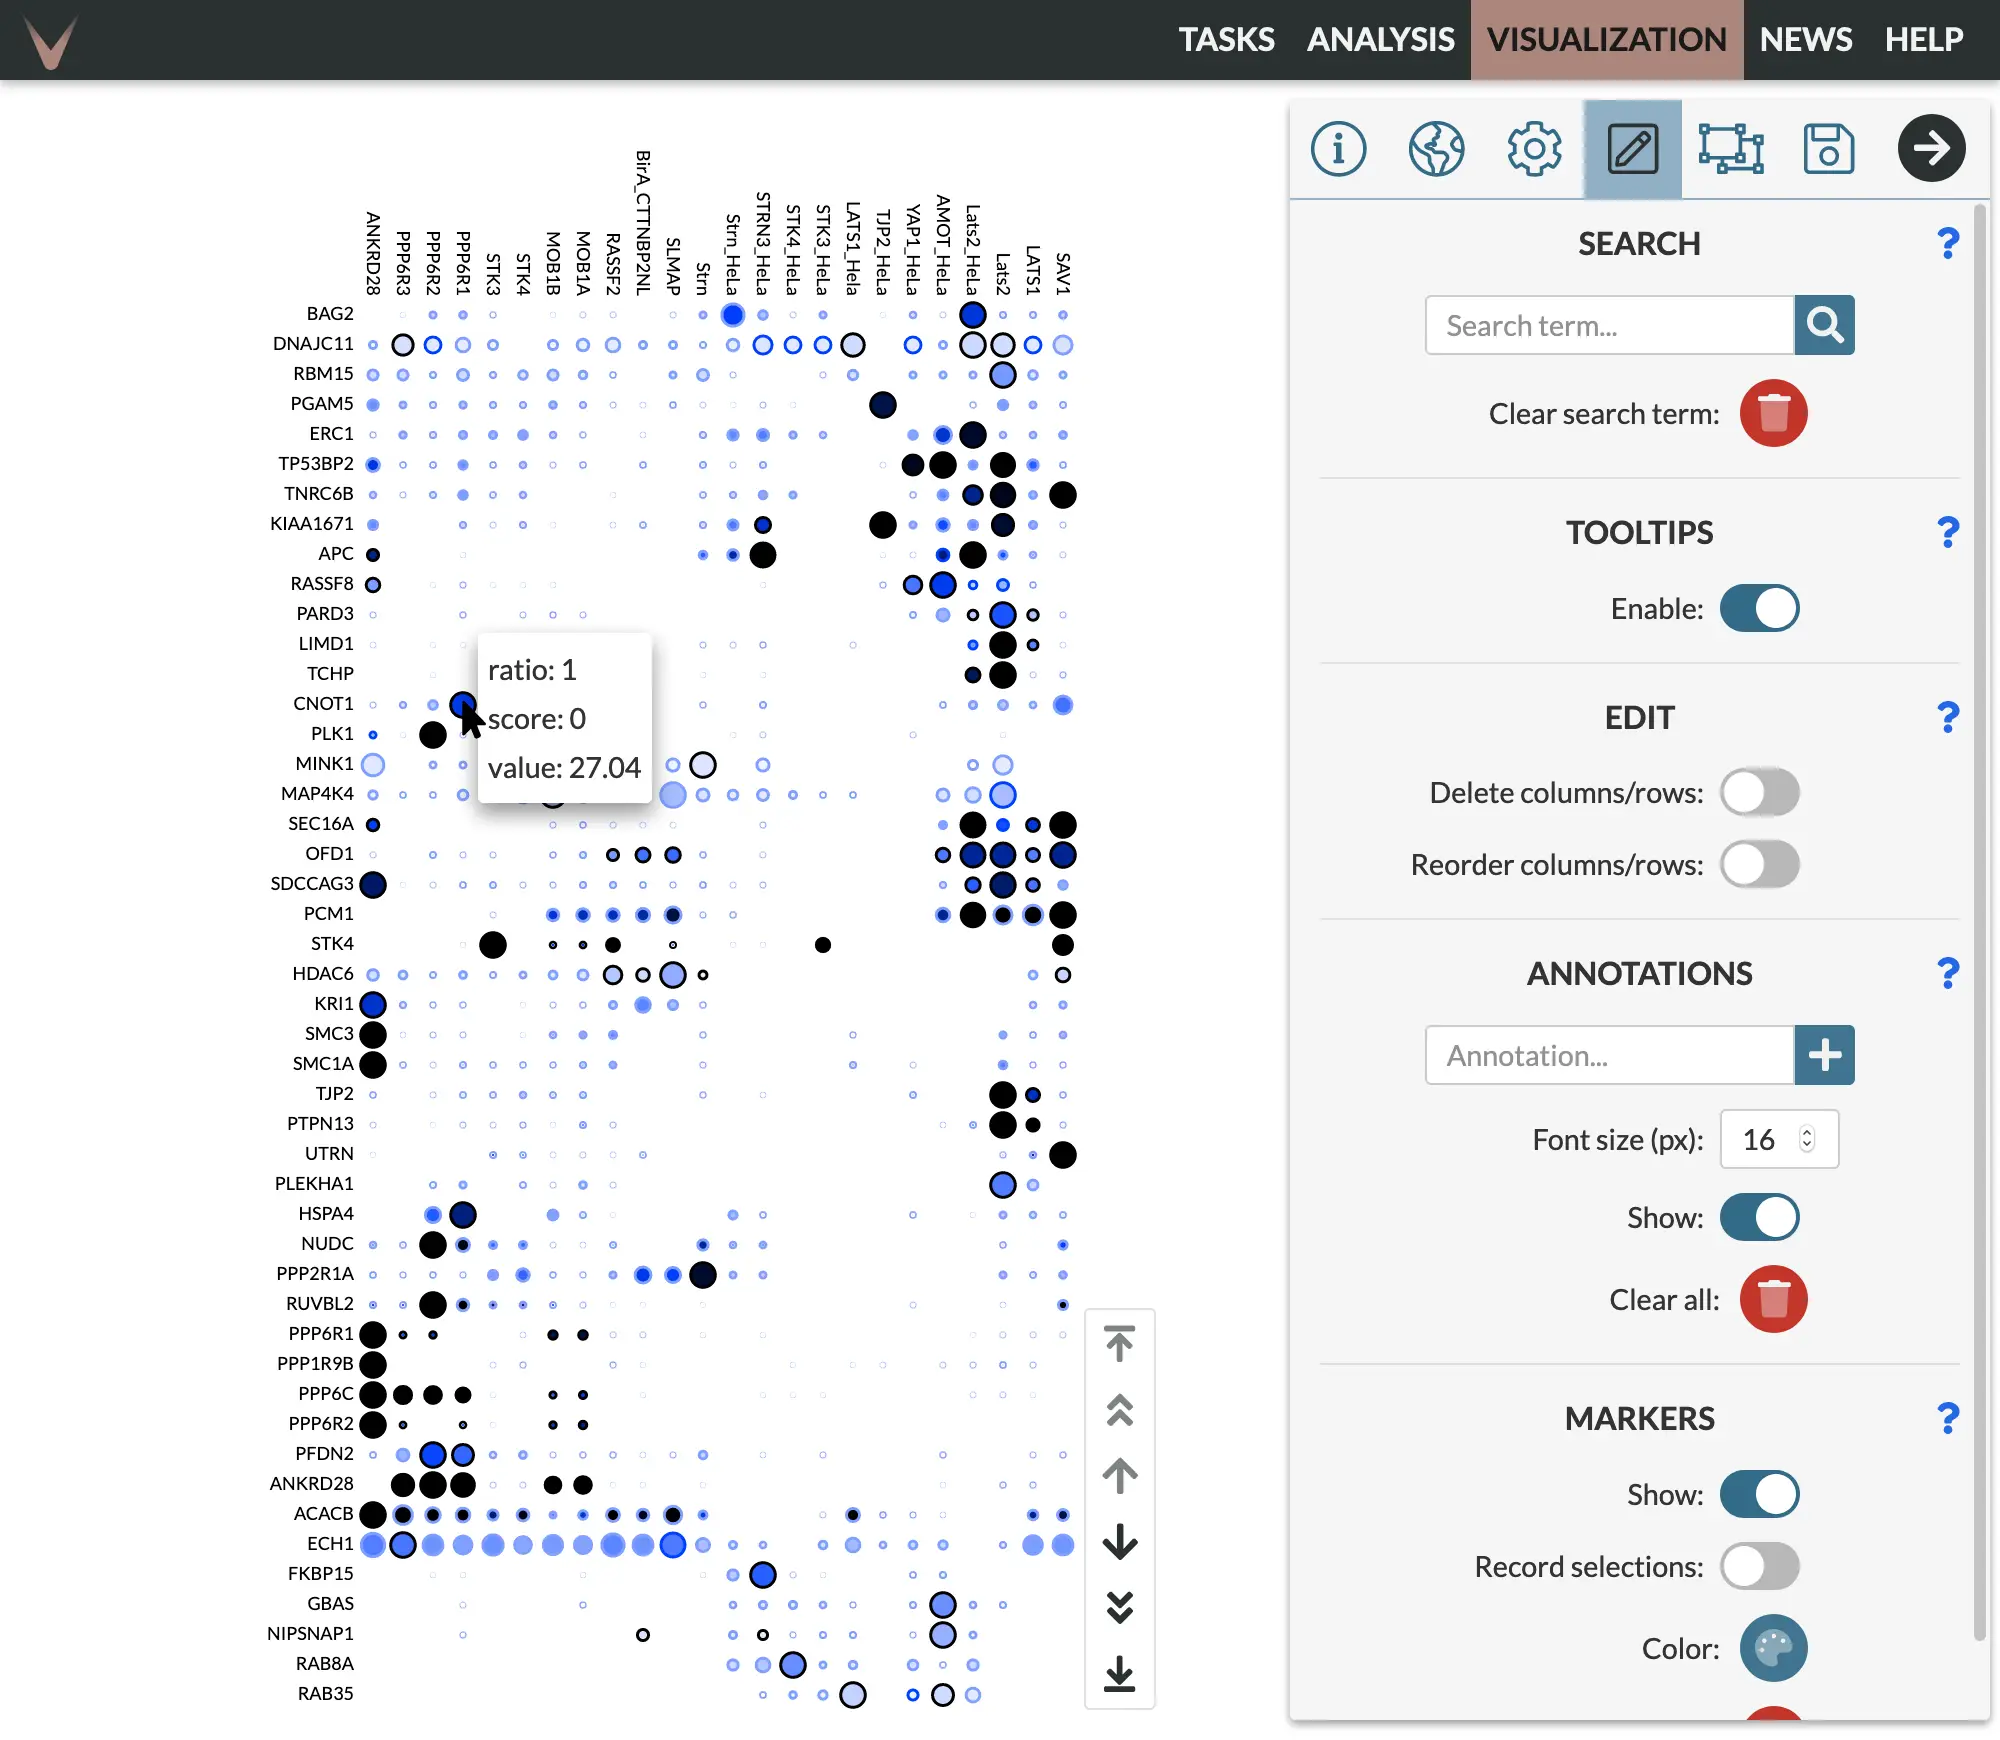 TASKS ANALYSIS VISUALIZATION NEWS HELP
ANKRD28 PPP6R3 PPP6R2 PPP6R1 STK3 STK4 MOB1B MOB1A RASSF2 BirA_CTTNBP2NL SLMAP Strn Strn_HeLa STRN3_HeLa STK4_HeLa STK3_HeLa LATS1_Hela TJP2_HeLa YAP1_HeLa AMOT_HeLa Lats2_HeLa Lats2 LATS1 SAV1
BAG2
DNAJC11
RBM15
PGAM5
ERC1
TP53BP2
TNRC6B
KIAA1671
APC
RASSF8
PARD3
LIMD1
TCHP
CNOT1
PLK1
MINK1
MAP4K4
SEC16A
OFD1
SDCCAG3
PCM1
STK4
HDAC6
KRI1
SMC3
SMC1A
TJP2
PTPN13
UTRN
PLEKHA1
HSPA4
NUDC
PPP2R1A
RUVBL2
PPP6R1
PPP1R9B
PPP6C
PPP6R2
PFDN2
ANKRD28
ACACB
ECH1
FKBP15
GBAS
NIPSNAP1
RAB8A
RAB35
ratio: 1
score: 0
value: 27.04
SEARCH ?
Search term...
Clear search term:
TOOLTIPS ?
Enable:
EDIT ?
Delete columns/rows:
Reorder columns/rows:
ANNOTATIONS ?
Annotation...
Font size (px): 16
Show:
Clear all:
MARKERS ?
Show:
Record selections:
Color: